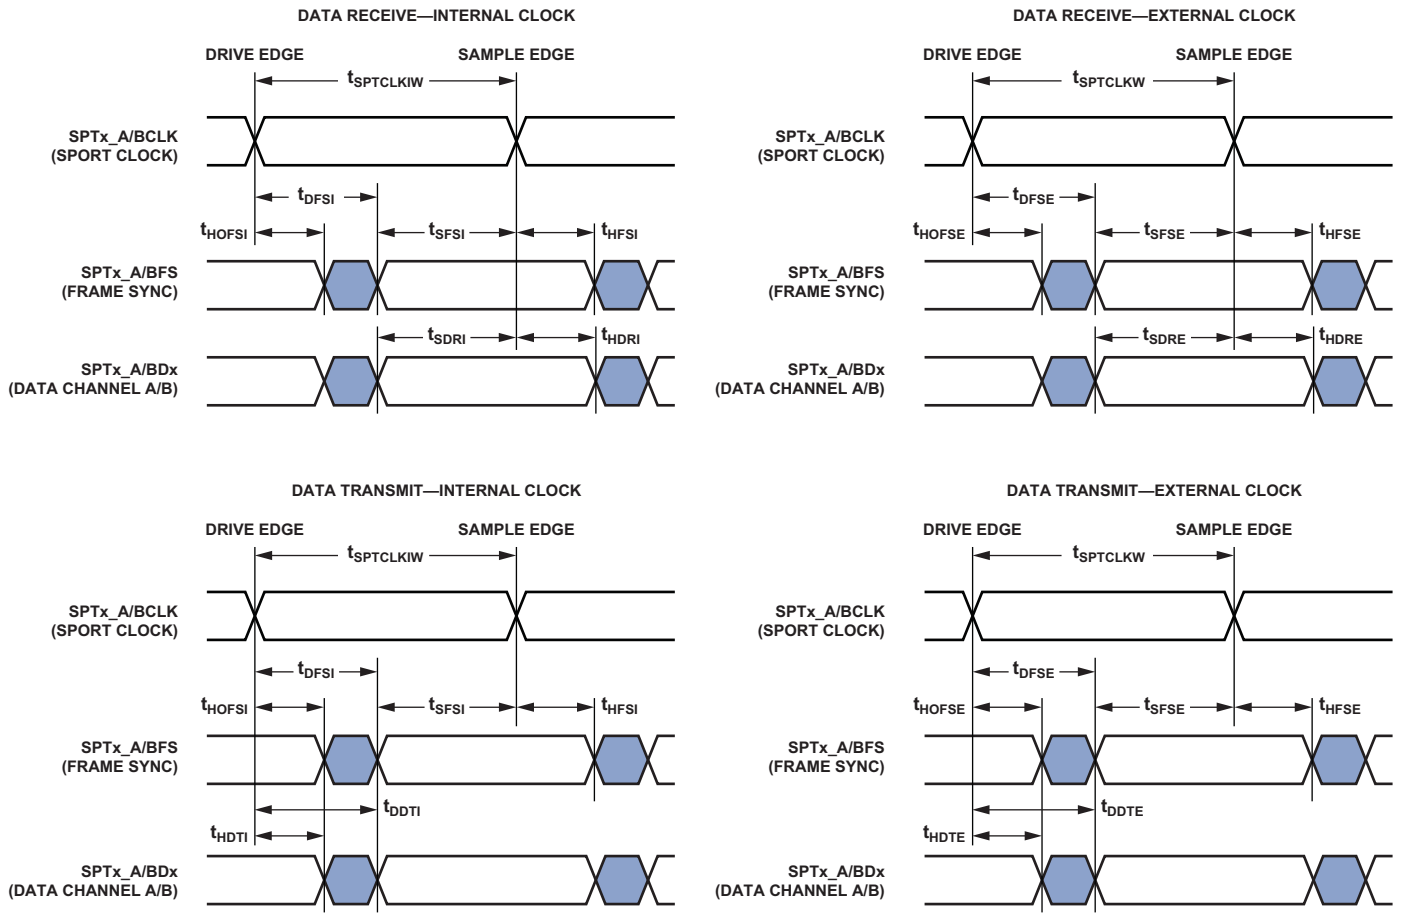 DATA RECEIVE—INTERNAL CLOCK
DRIVE EDGE
SAMPLE EDGE
tSPTCLKIW
SPTx_A/BCLK
(SPORT CLOCK)
tDFSI
tHOFSI
tSFSI
tHFSI
SPTx_A/BFS
(FRAME SYNC)
tSDRI
tHDRI
SPTx_A/BDx
(DATA CHANNEL A/B)
DATA RECEIVE—EXTERNAL CLOCK
DRIVE EDGE
SAMPLE EDGE
tSPTCLKW
SPTx_A/BCLK
(SPORT CLOCK)
tDFSE
tHOFSE
tSFSE
tHFSE
SPTx_A/BFS
(FRAME SYNC)
tSDRE
tHDRE
SPTx_A/BDx
(DATA CHANNEL A/B)
DATA TRANSMIT—INTERNAL CLOCK
DRIVE EDGE
SAMPLE EDGE
tSPTCLKIW
SPTx_A/BCLK
(SPORT CLOCK)
tDFSI
tHOFSI
tSFSI
tHFSI
SPTx_A/BFS
(FRAME SYNC)
tDDTI
tHDTI
SPTx_A/BDx
(DATA CHANNEL A/B)
DATA TRANSMIT—EXTERNAL CLOCK
DRIVE EDGE
SAMPLE EDGE
tSPTCLKW
SPTx_A/BCLK
(SPORT CLOCK)
tDFSE
tHOFSE
tSFSE
tHFSE
SPTx_A/BFS
(FRAME SYNC)
tDDTE
tHDTE
SPTx_A/BDx
(DATA CHANNEL A/B)